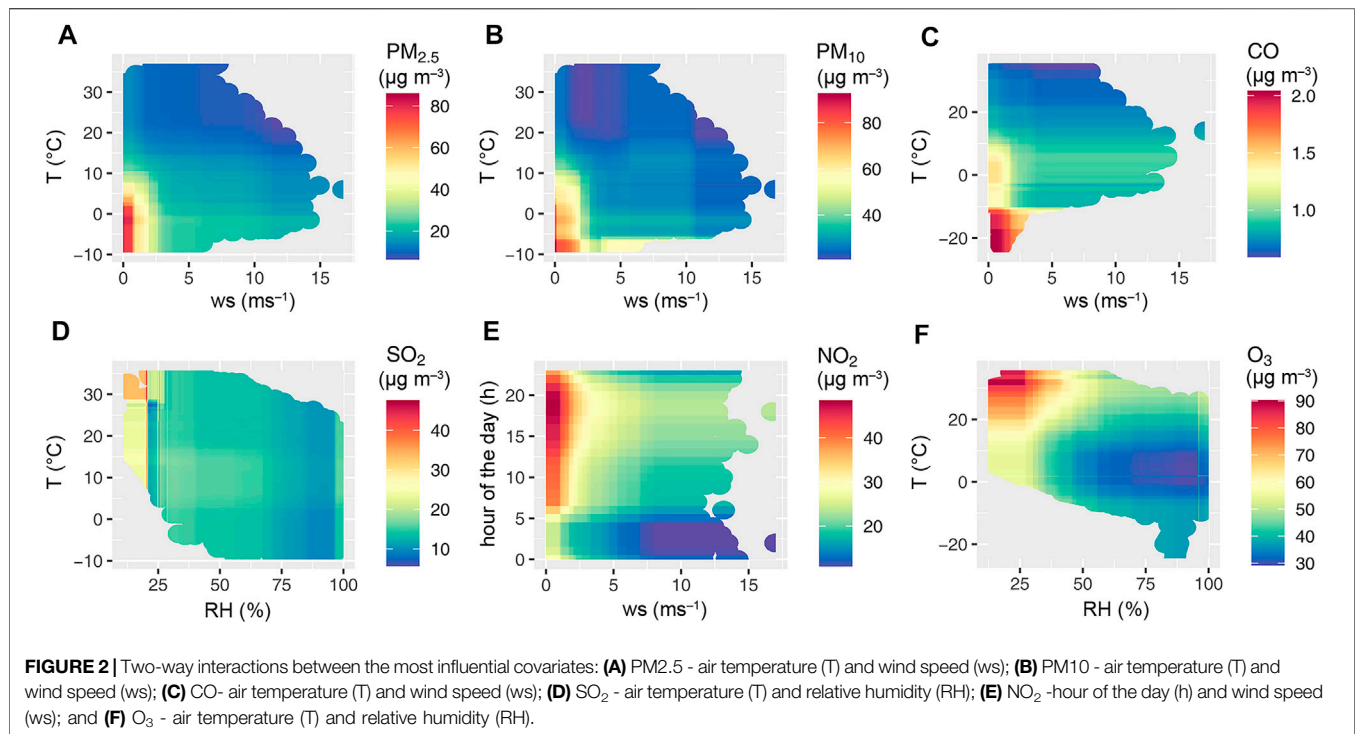 A
PM2.5
(µg m⁻³)
80
60
40
20
30
20
10
0
−10
T (°C)
0 5 10 15
ws (ms⁻¹)
B
PM10
(µg m⁻³)
80
60
40
30
20
10
0
−10
T (°C)
0 5 10 15
ws (ms⁻¹)
C
CO
(µg m⁻³)
2.0
1.5
1.0
20
0
−20
T (°C)
0 5 10 15
ws (ms⁻¹)
D
SO2
(µg m⁻³)
40
30
20
10
30
20
10
0
−10
T (°C)
25 50 75 100
RH (%)
E
NO2
(µg m⁻³)
40
30
20
20
15
10
5
0
hour of the day (h)
0 5 10 15
ws (ms⁻¹)
F
O3
(µg m⁻³)
90
80
70
60
50
40
30
20
0
−20
T (°C)
25 50 75 100
RH (%)
FIGURE 2 | Two-way interactions between the most influential covariates: (A) PM2.5 - air temperature (T) and wind speed (ws); (B) PM10 - air temperature (T) and
wind speed (ws); (C) CO- air temperature (T) and wind speed (ws); (D) SO2 - air temperature (T) and relative humidity (RH); (E) NO2 -hour of the day (h) and wind speed
(ws); and (F) O3 - air temperature (T) and relative humidity (RH).